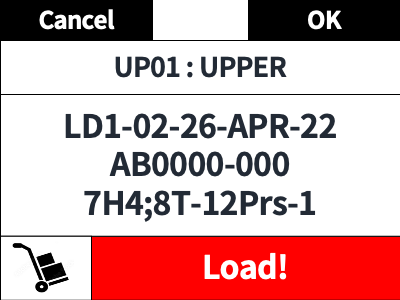 Cancel OK
UP01 : UPPER
LD1-02-26-APR-22
AB0000-000
7H4;8T-12Prs-1
Load!